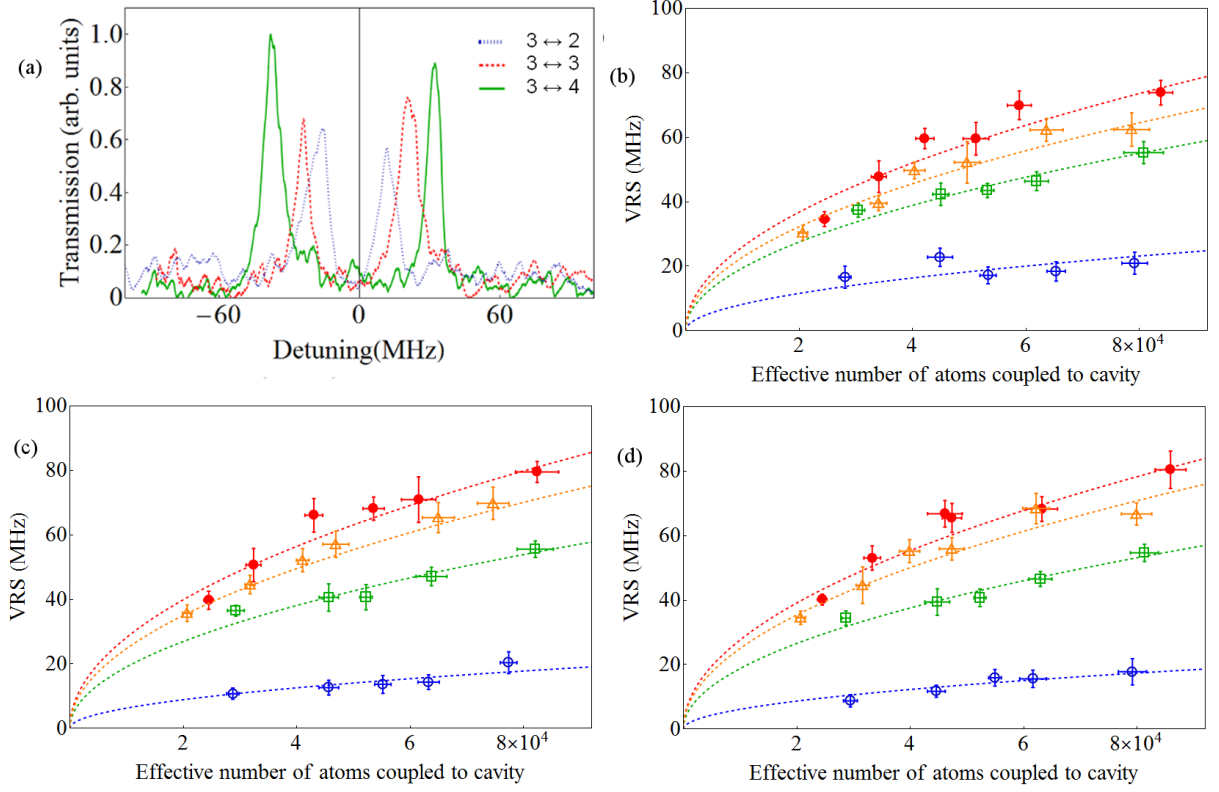 (a)
Transmission (arb. units)
1.0
0.8
0.6
0.4
0.2
0
3 ↔ 2
3 ↔ 3
3 ↔ 4
−60
0
60
Detuning(MHz)
(b)
VRS (MHz)
100
80
60
40
20
0
2
4
6
8×10⁴
Effective number of atoms coupled to cavity
(c)
VRS (MHz)
100
80
60
40
20
0
2
4
6
8×10⁴
Effective number of atoms coupled to cavity
(d)
VRS (MHz)
100
80
60
40
20
0
2
4
6
8×10⁴
Effective number of atoms coupled to cavity